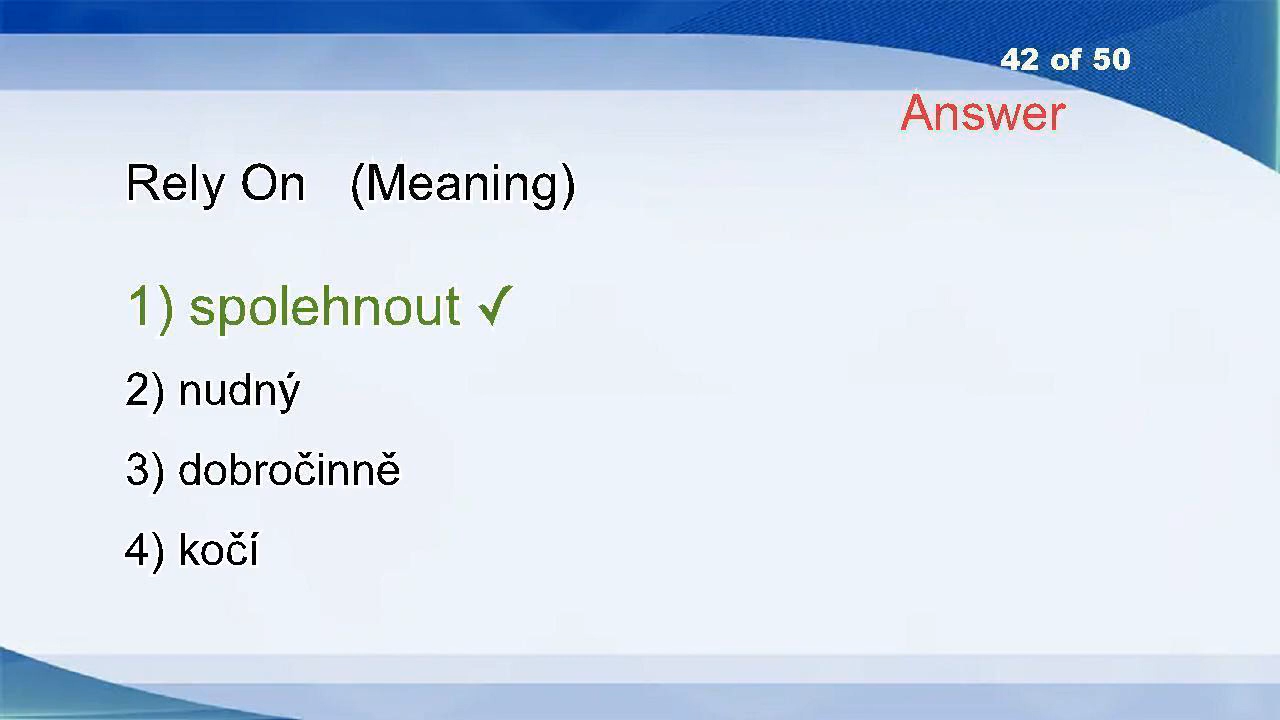 42 of 50
Answer
Rely On (Meaning)
1) spolehnout ✓
2) nudný
3) dobročinně
4) kočí